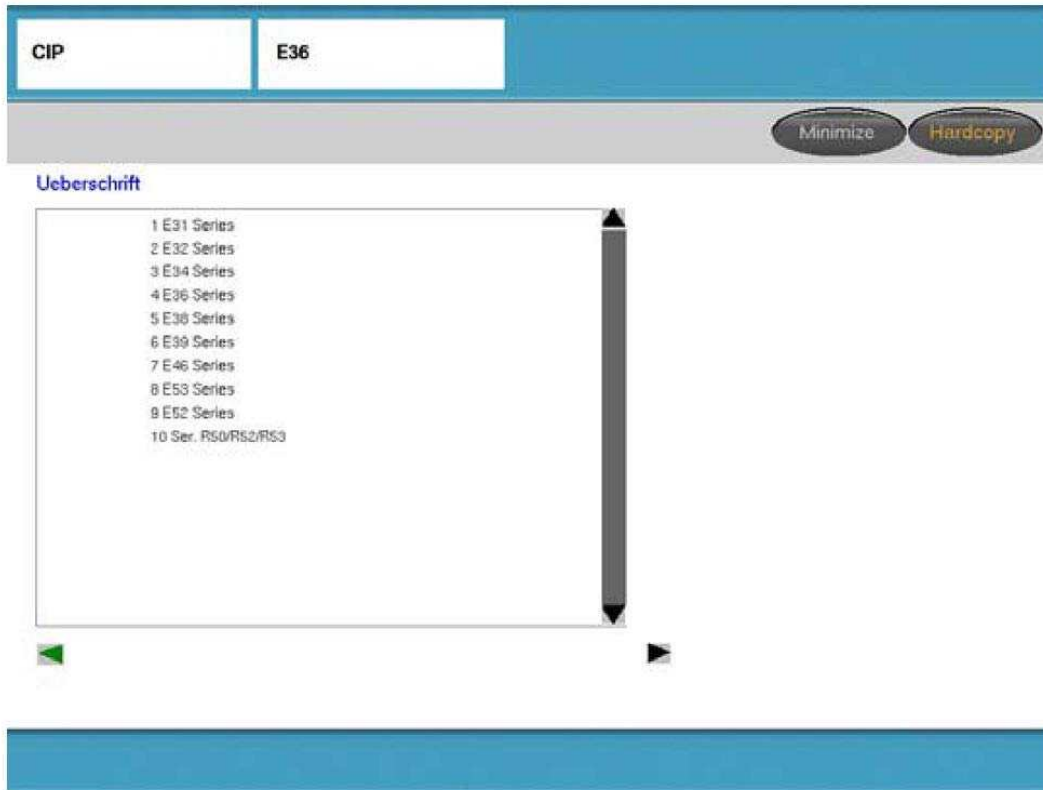 CIP
E36
Minimize
Hardcopy
Ueberschrift
1 E31 Series
2 E32 Series
3 E34 Series
4 E36 Series
5 E38 Series
6 E39 Series
7 E46 Series
8 E53 Series
9 E52 Series
10 Ser. R50/R52/R53